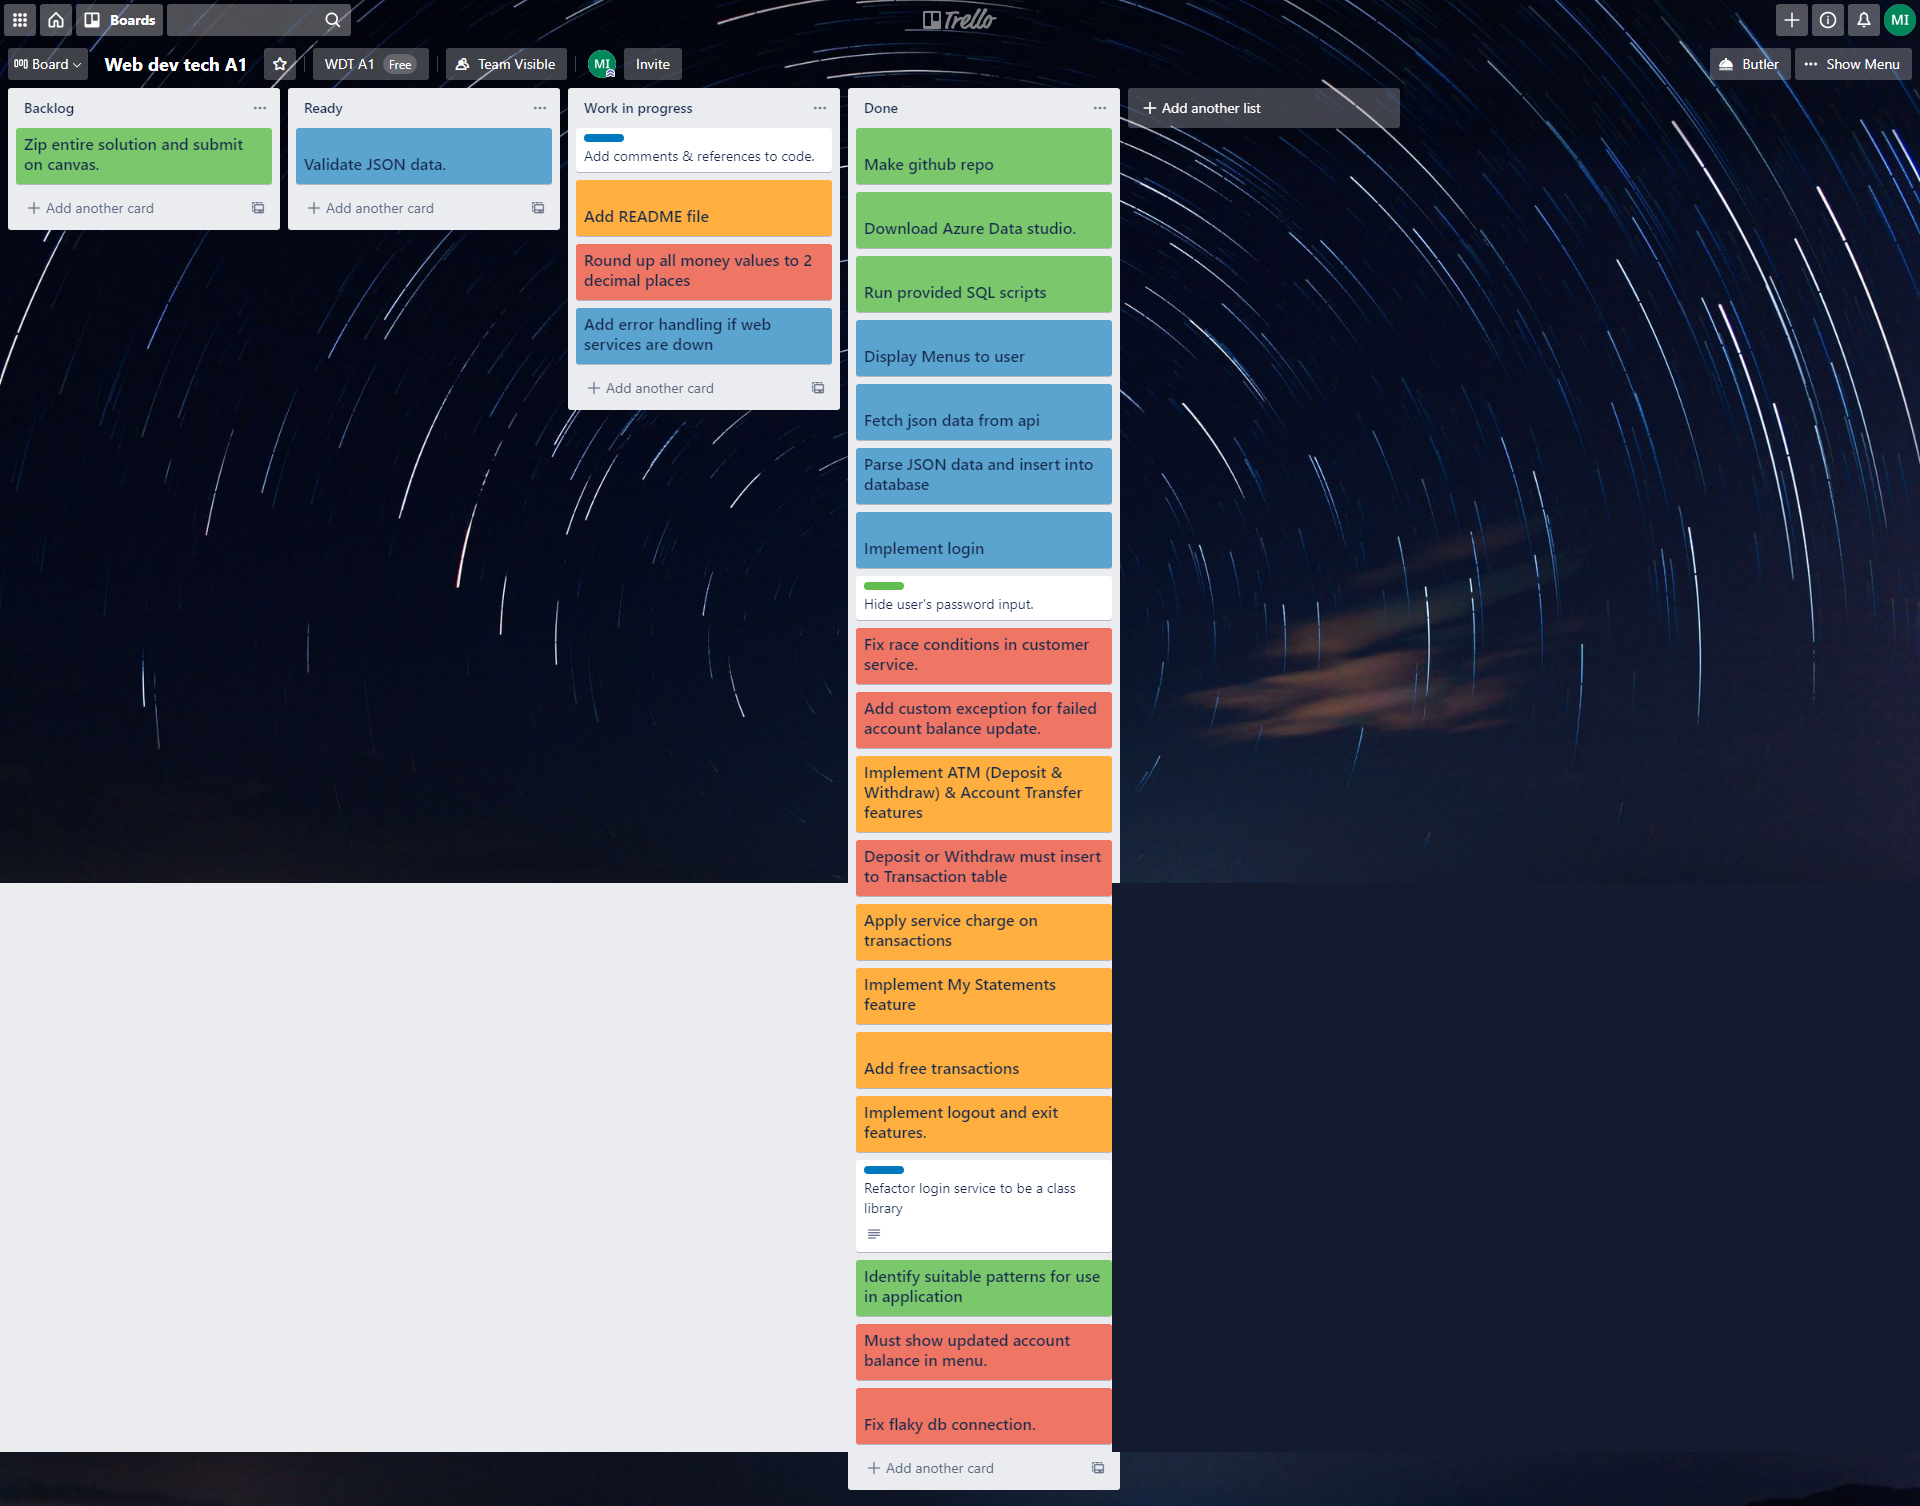 Boards
Trello
MI
Board
Web dev tech A1
WDT A1 Free
Team Visible
MI
Invite
Butler
Show Menu
Backlog
Zip entire solution and submit
on canvas.
Add another card
Ready
Validate JSON data.
Add another card
Work in progress
Add comments & references to code.
Add README file
Round up all money values to 2
decimal places
Add error handling if web
services are down
Add another card
Done
Make github repo
Download Azure Data studio.
Run provided SQL scripts
Display Menus to user
Fetch json data from api
Parse JSON data and insert into
database
Implement login
Hide user's password input.
Fix race conditions in customer
service.
Add custom exception for failed
account balance update.
Implement ATM (Deposit &
Withdraw) & Account Transfer
features
Deposit or Withdraw must insert
to Transaction table
Apply service charge on
transactions
Implement My Statements
feature
Add free transactions
Implement logout and exit
features.
Refactor login service to be a class
library
Identify suitable patterns for use
in application
Must show updated account
balance in menu.
Fix flaky db connection.
Add another card
Add another list